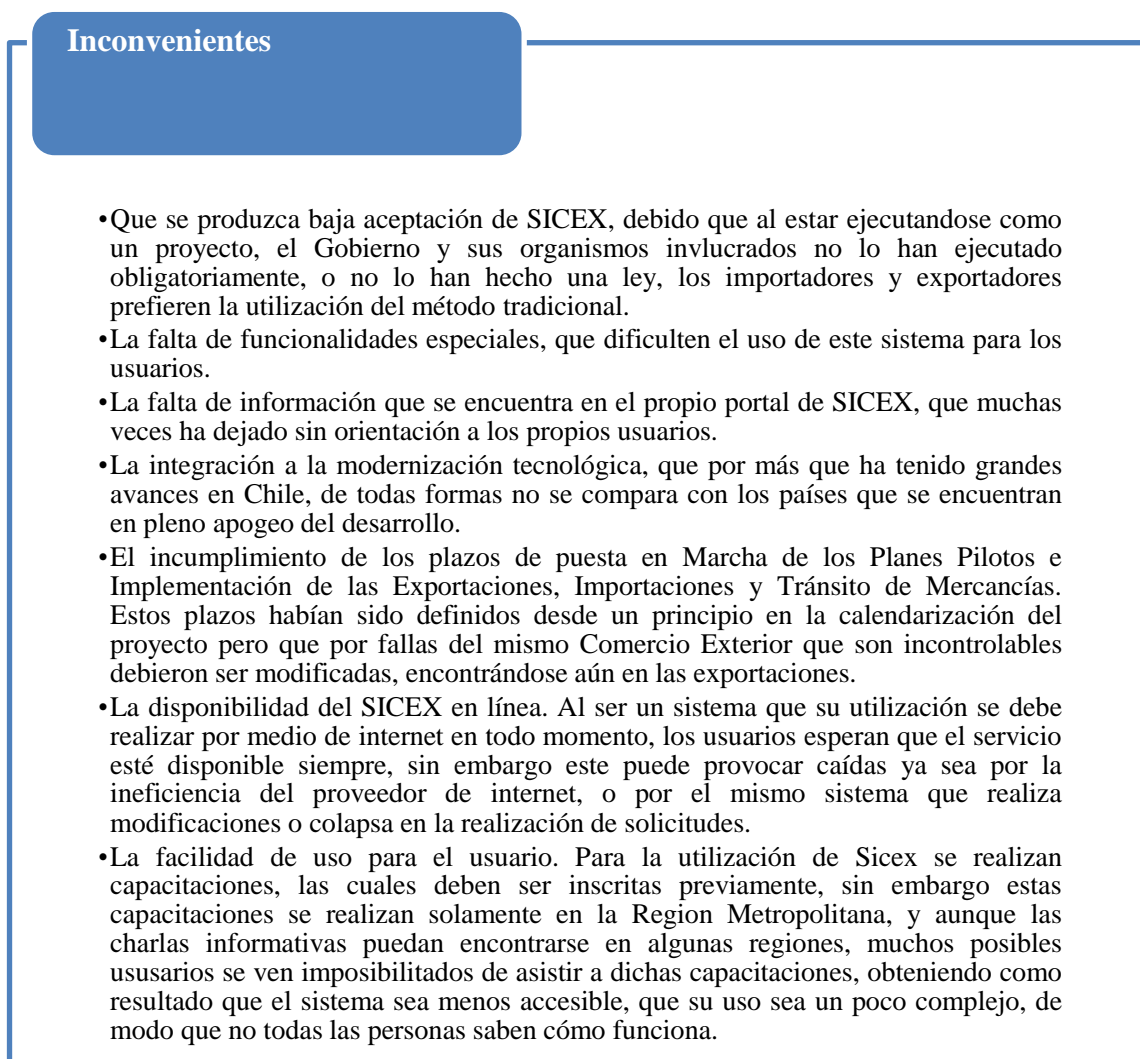 Inconvenientes
•Que se produzca baja aceptación de SICEX, debido que al estar ejecutandose como
un proyecto, el Gobierno y sus organismos invlucrados no lo han ejecutado
obligatoriamente, o no lo han hecho una ley, los importadores y exportadores
prefieren la utilización del método tradicional.
•La falta de funcionalidades especiales, que dificulten el uso de este sistema para los
usuarios.
•La falta de información que se encuentra en el propio portal de SICEX, que muchas
veces ha dejado sin orientación a los propios usuarios.
•La integración a la modernización tecnológica, que por más que ha tenido grandes
avances en Chile, de todas formas no se compara con los países que se encuentran
en pleno apogeo del desarrollo.
•El incumplimiento de los plazos de puesta en Marcha de los Planes Pilotos e
Implementación de las Exportaciones, Importaciones y Tránsito de Mercancías.
Estos plazos habían sido definidos desde un principio en la calendarización del
proyecto pero que por fallas del mismo Comercio Exterior que son incontrolables
debieron ser modificadas, encontrándose aún en las exportaciones.
•La disponibilidad del SICEX en línea. Al ser un sistema que su utilización se debe
realizar por medio de internet en todo momento, los usuarios esperan que el servicio
esté disponible siempre, sin embargo este puede provocar caídas ya sea por la
ineficiencia del proveedor de internet, o por el mismo sistema que realiza
modificaciones o colapsa en la realización de solicitudes.
•La facilidad de uso para el usuario. Para la utilización de Sicex se realizan
capacitaciones, las cuales deben ser inscritas previamente, sin embargo estas
capacitaciones se realizan solamente en la Region Metropolitana, y aunque las
charlas informativas puedan encontrarse en algunas regiones, muchos posibles
ususarios se ven imposibilitados de asistir a dichas capacitaciones, obteniendo como
resultado que el sistema sea menos accesible, que su uso sea un poco complejo, de
modo que no todas las personas saben cómo funciona.